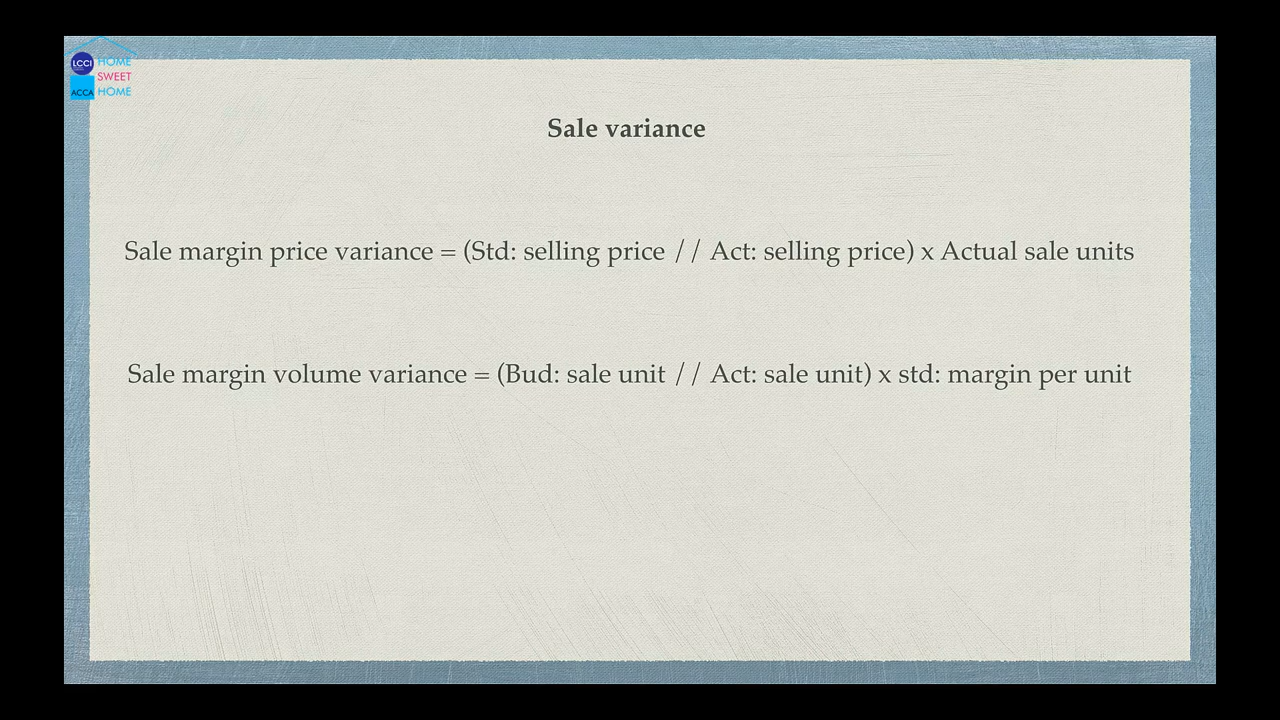 LCCI
HOME
SWEET
ACCA HOME
Sale variance
Sale margin price variance = (Std: selling price // Act: selling price) x Actual sale units
Sale margin volume variance = (Bud: sale unit // Act: sale unit) x std: margin per unit